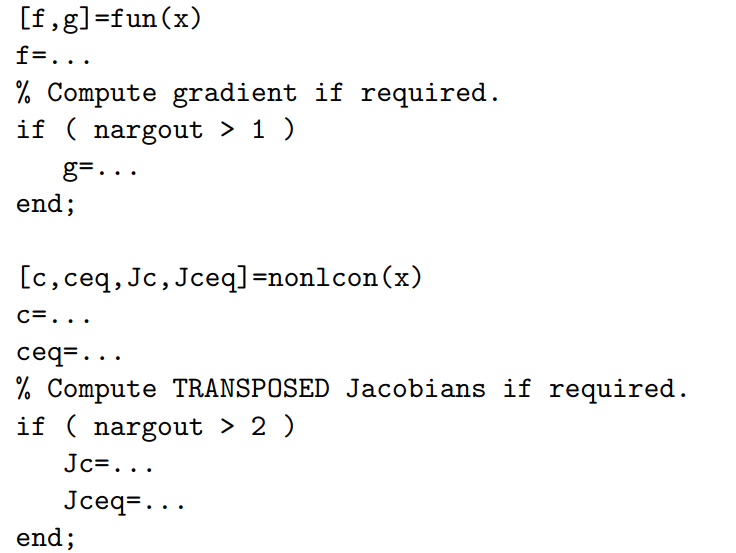 [f,g]=fun(x)
f=...
% Compute gradient if required.
if ( nargout > 1 )
g=...
end;
[c,ceq,Jc,Jceq]=nonlcon(x)
c=...
ceq=...
% Compute TRANSPOSED Jacobians if required.
if ( nargout > 2 )
Jc=...
Jceq=...
end;